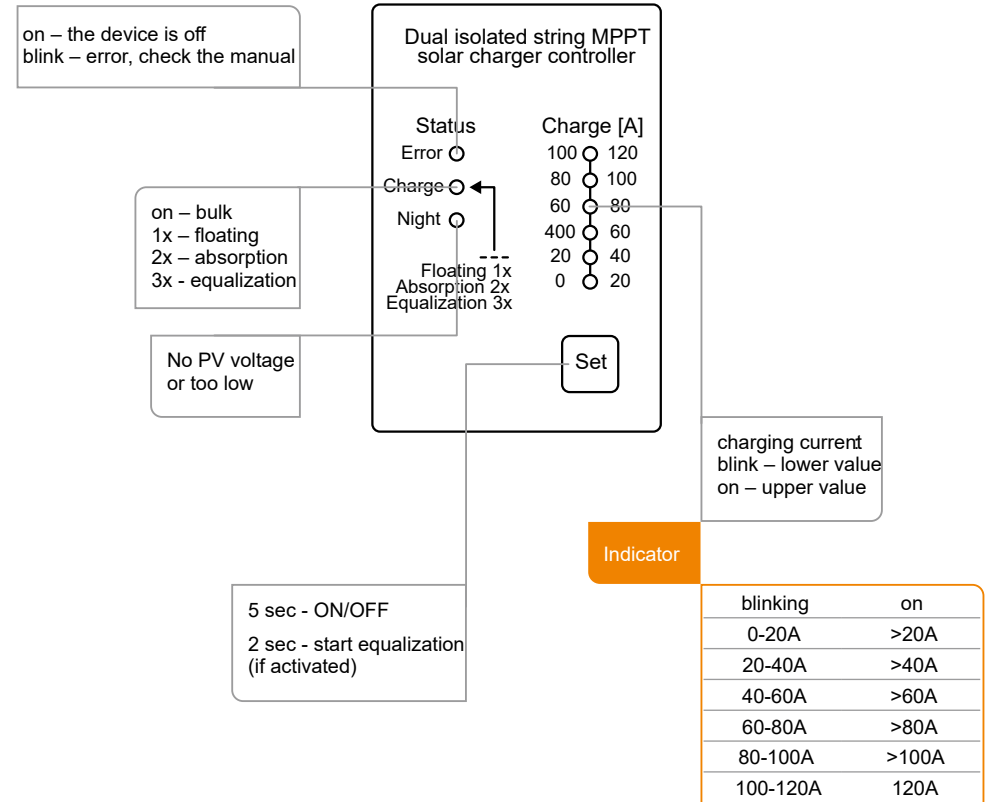 on – the device is off
blink – error, check the manual
Dual isolated string MPPT
solar charger controller
Status
Error
Charge
Night
Floating 1x
Absorption 2x
Equalization 3x
Charge [A]
100 120
80 100
60 80
400 60
20 40
0 20
Set
on – bulk
1x – floating
2x – absorption
3x - equalization
No PV voltage
or too low
charging current
blink – lower value
on – upper value
Indicator
5 sec - ON/OFF
2 sec - start equalization
(if activated)
blinking on
0-20A >20A
20-40A >40A
40-60A >60A
60-80A >80A
80-100A >100A
100-120A 120A